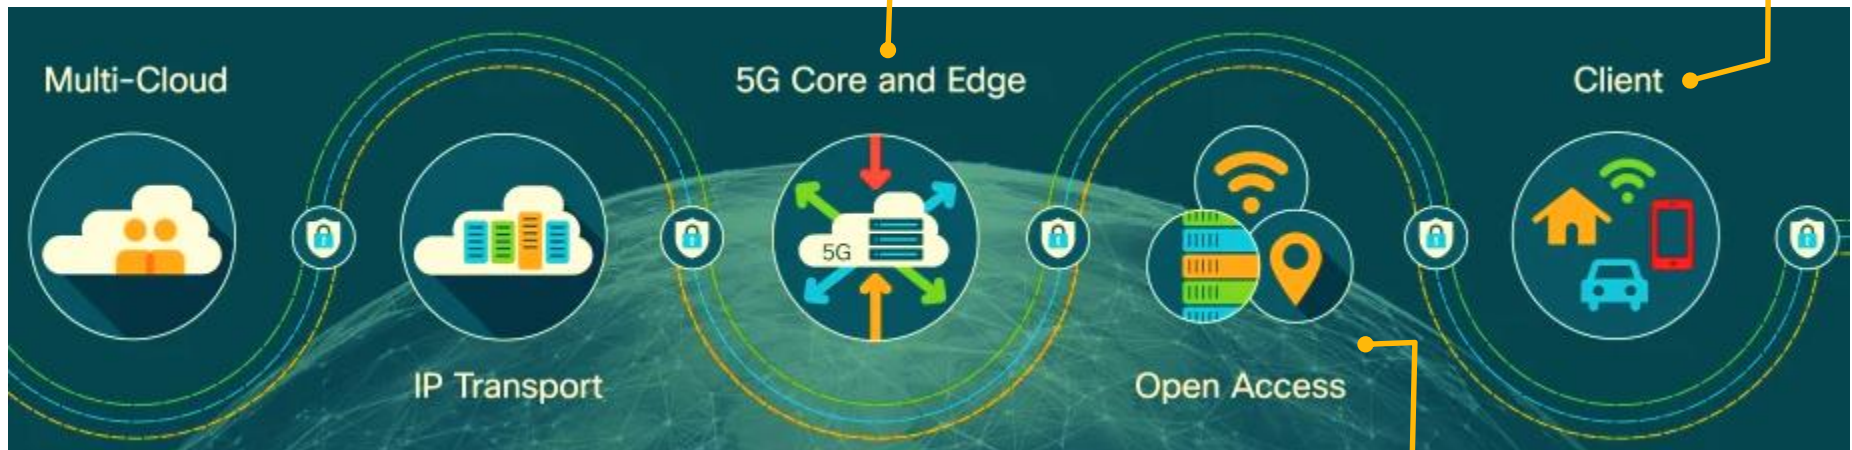 Multi-Cloud
IP Transport
5G Core and Edge
5G
Open Access
Client